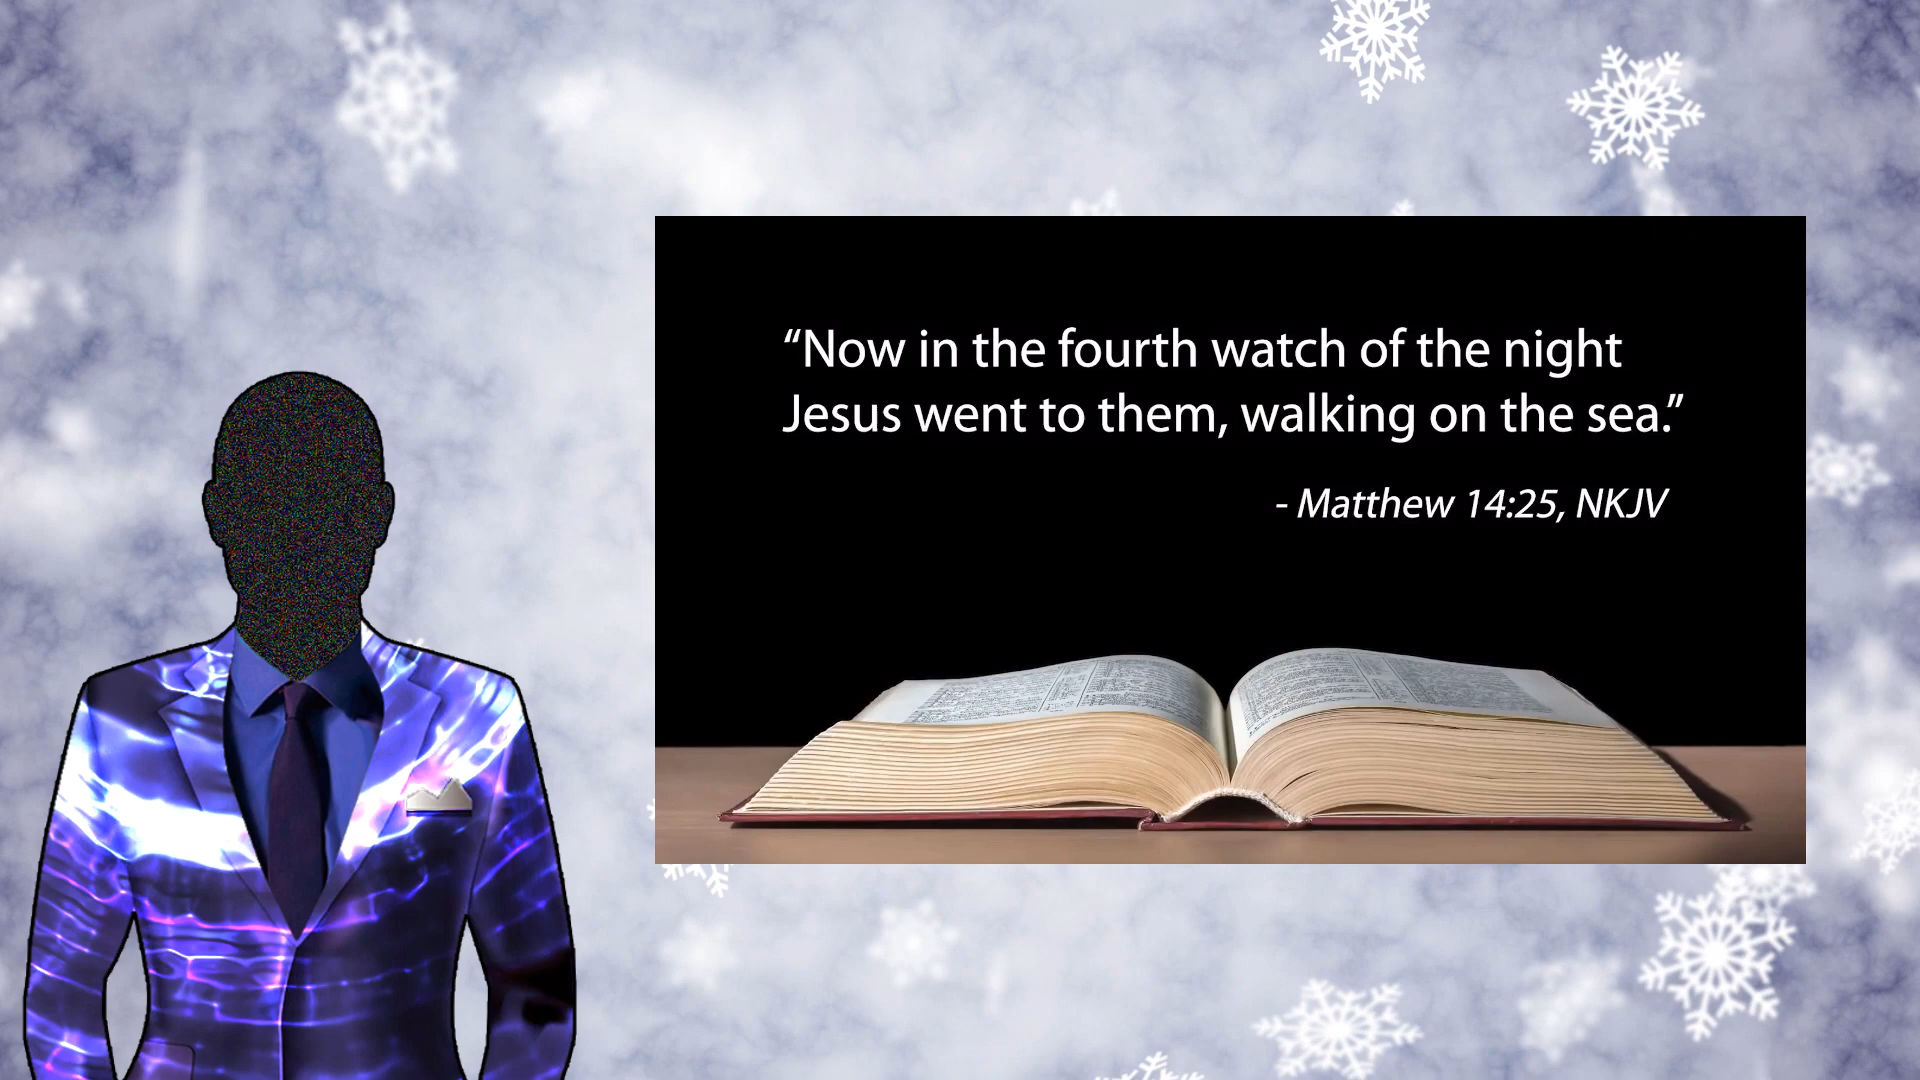 “Now in the fourth watch of the night
Jesus went to them, walking on the sea.”
- Matthew 14:25, NKJV